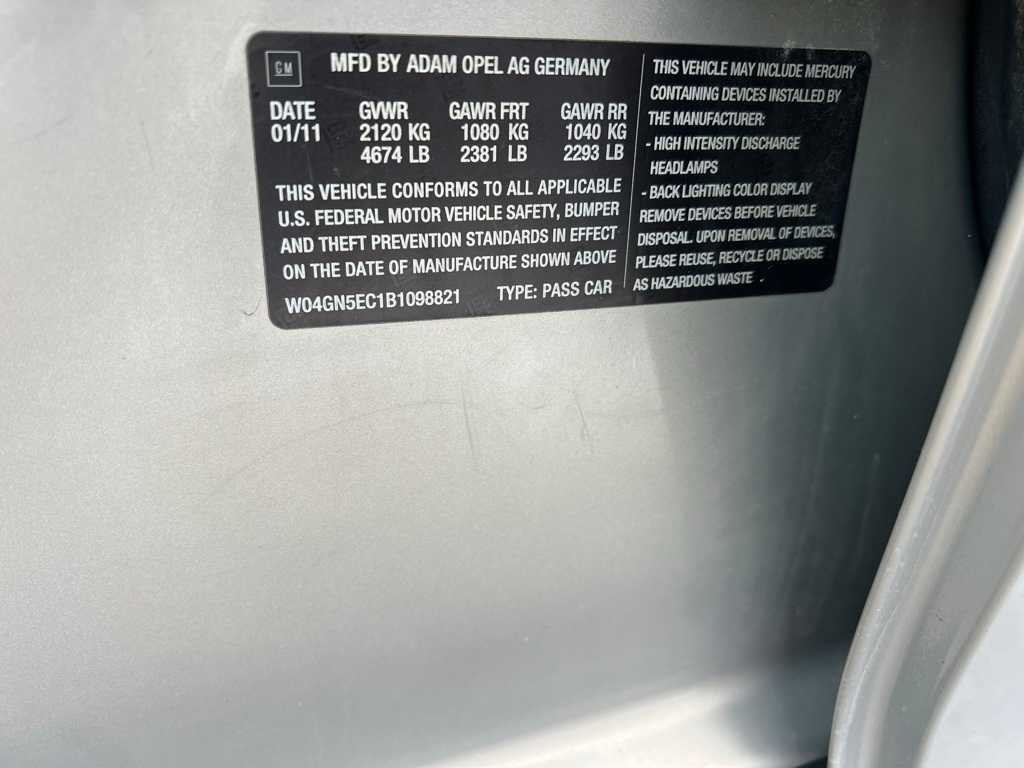 GM
MFD BY ADAM OPEL AG GERMANY
DATE GVWR GAWR FRT GAWR RR
01/11 2120 KG 1080 KG 1040 KG
4674 LB 2381 LB 2293 LB
THIS VEHICLE CONFORMS TO ALL APPLICABLE
U.S. FEDERAL MOTOR VEHICLE SAFETY, BUMPER
AND THEFT PREVENTION STANDARDS IN EFFECT
ON THE DATE OF MANUFACTURE SHOWN ABOVE
W04GN5EC1B1098821 TYPE: PASS CAR
THIS VEHICLE MAY INCLUDE MERCURY
CONTAINING DEVICES INSTALLED BY
THE MANUFACTURER:
- HIGH INTENSITY DISCHARGE
HEADLAMPS
- BACK LIGHTING COLOR DISPLAY
REMOVE DEVICES BEFORE VEHICLE
DISPOSAL. UPON REMOVAL OF DEVICES,
PLEASE REUSE, RECYCLE OR DISPOSE
AS HAZARDOUS WASTE